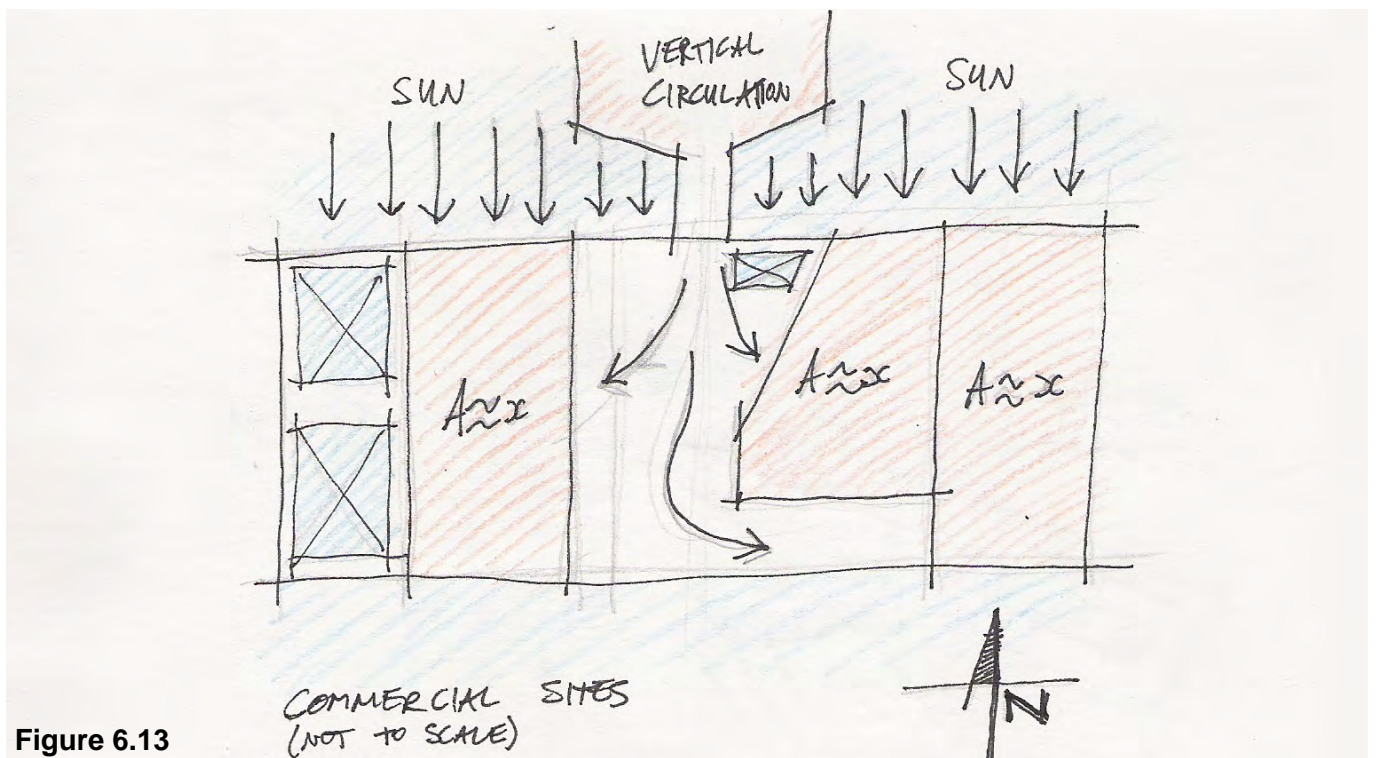 VERTICAL
CIRCULATION
SUN
SUN
A≈x
A≈x
A≈x
COMMERCIAL SITES
(NOT TO SCALE)
N
Figure 6.13